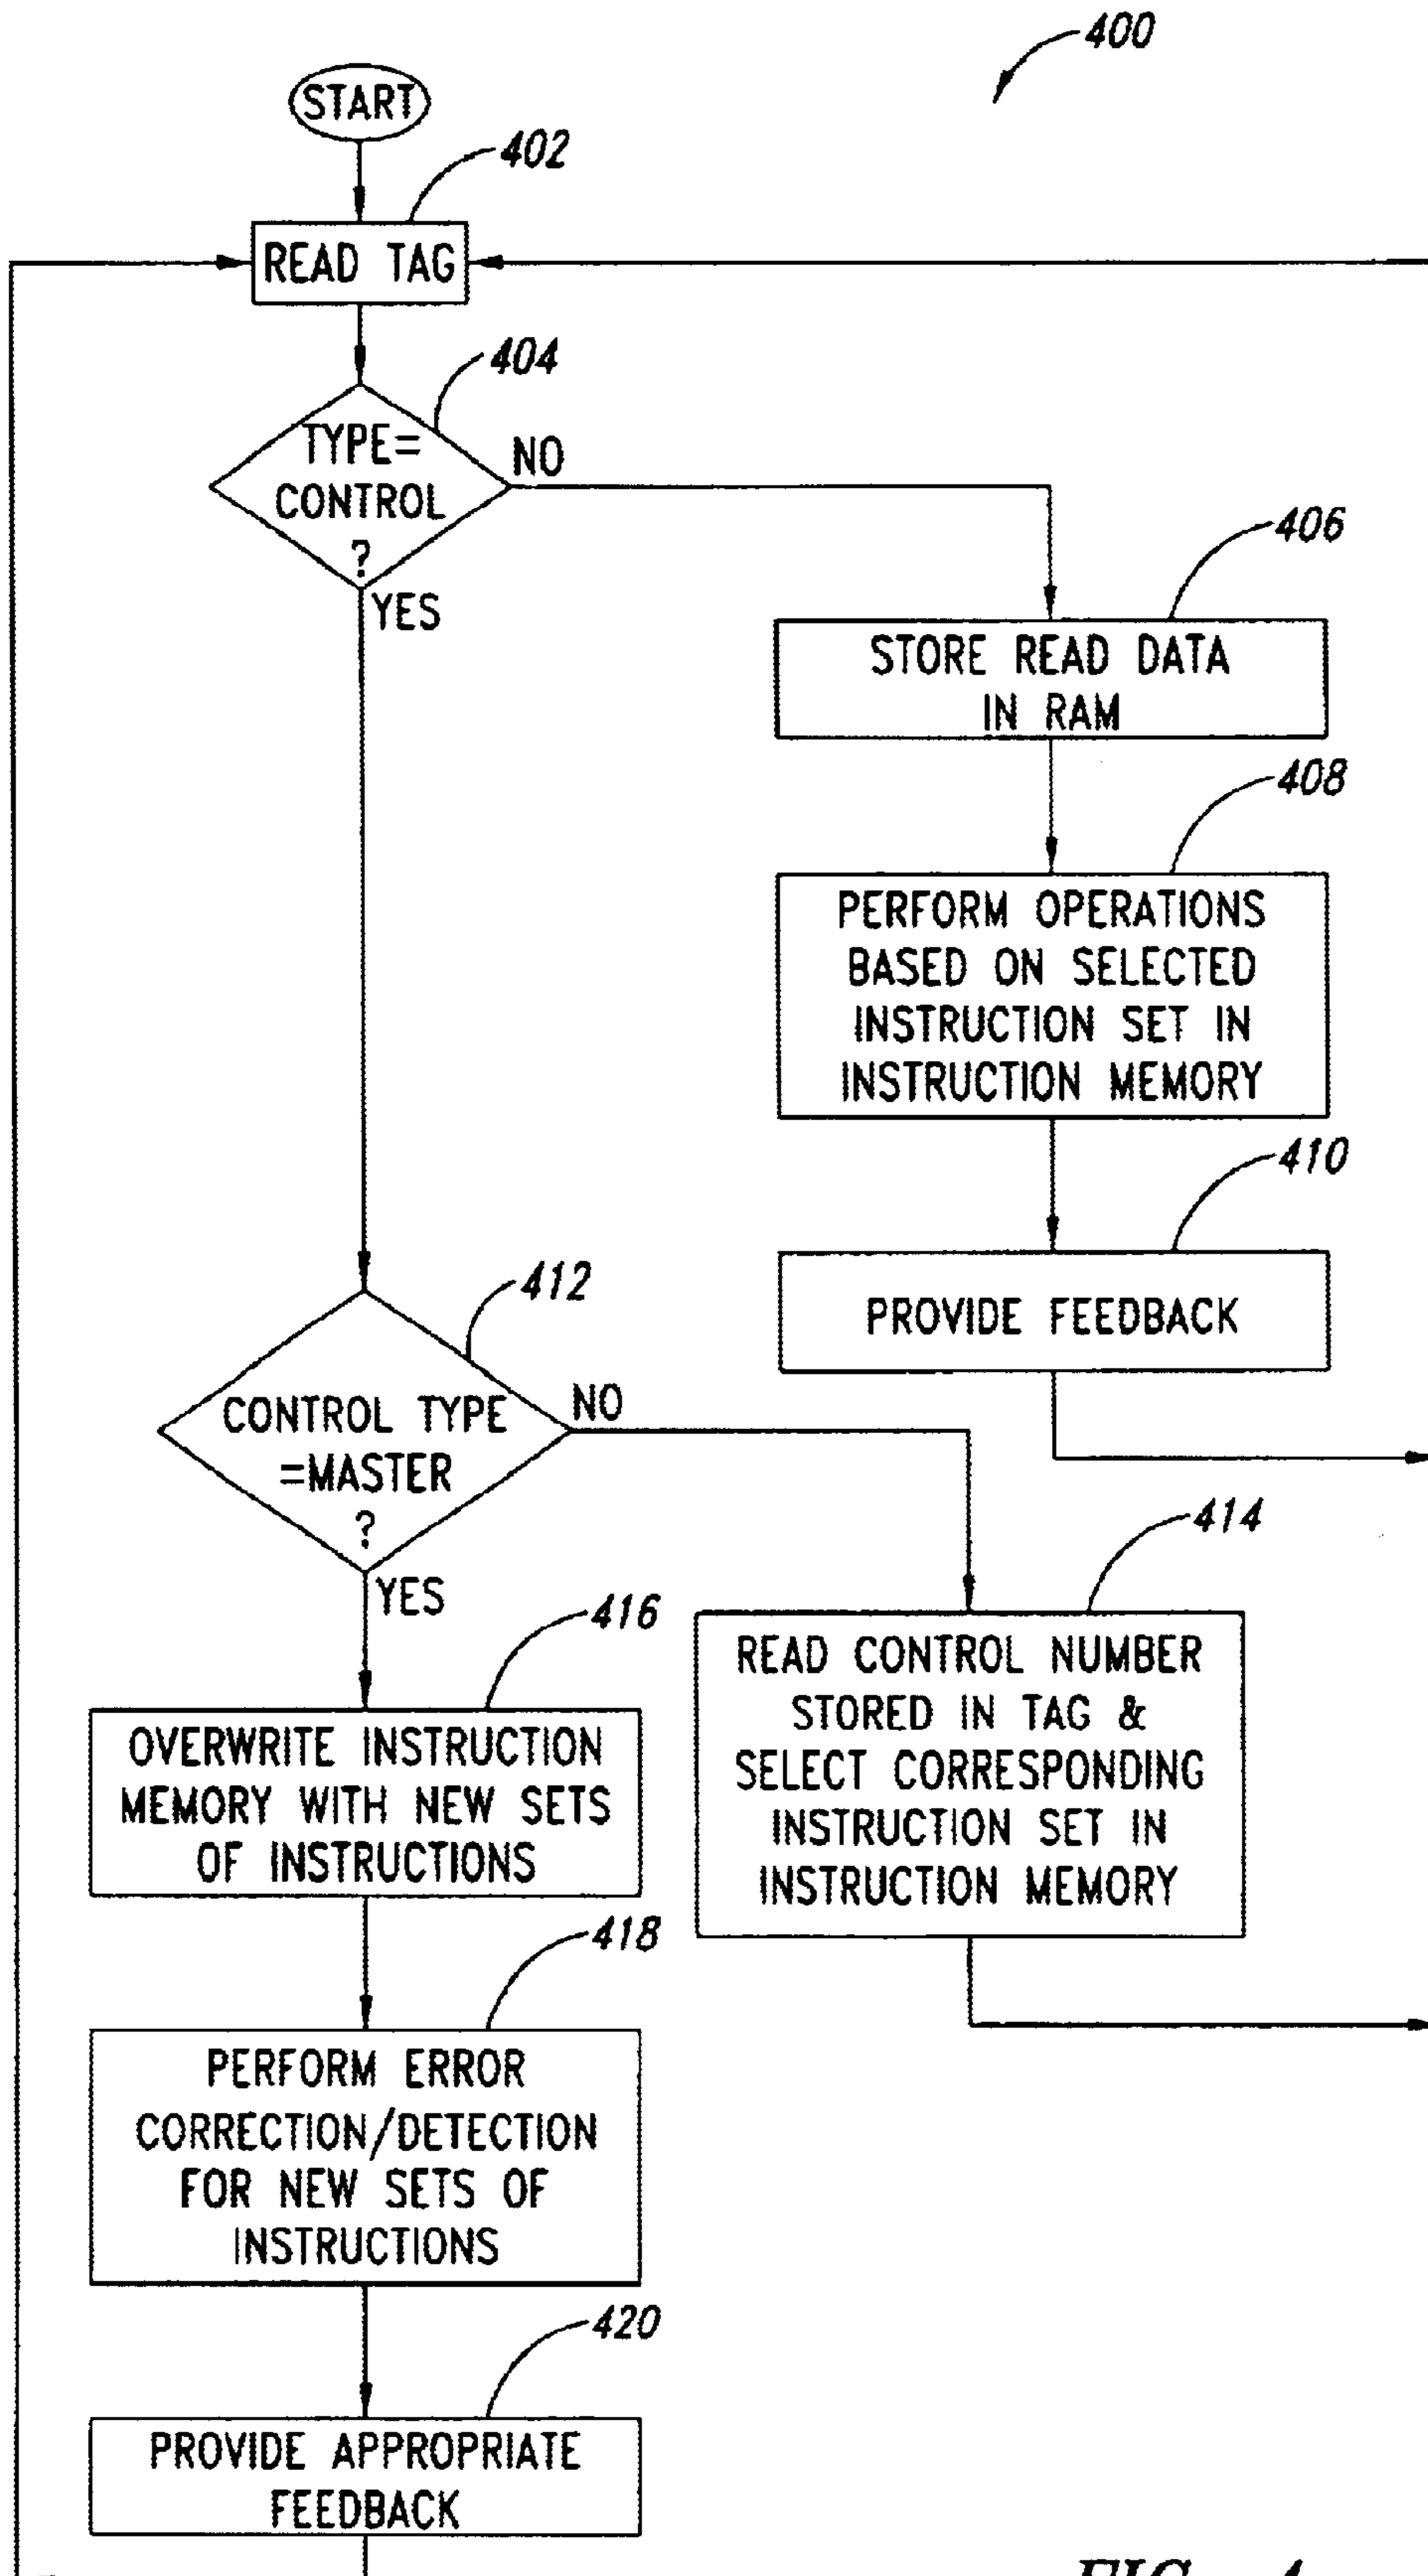 400
START
402
READ TAG
404
TYPE=
CONTROL
?
NO
YES
406
STORE READ DATA
IN RAM
408
PERFORM OPERATIONS
BASED ON SELECTED
INSTRUCTION SET IN
INSTRUCTION MEMORY
410
PROVIDE FEEDBACK
412
CONTROL TYPE
=MASTER
?
NO
YES
414
READ CONTROL NUMBER
STORED IN TAG &
SELECT CORRESPONDING
INSTRUCTION SET IN
INSTRUCTION MEMORY
416
OVERWRITE INSTRUCTION
MEMORY WITH NEW SETS
OF INSTRUCTIONS
418
PERFORM ERROR
CORRECTION/DETECTION
FOR NEW SETS OF
INSTRUCTIONS
420
PROVIDE APPROPRIATE
FEEDBACK